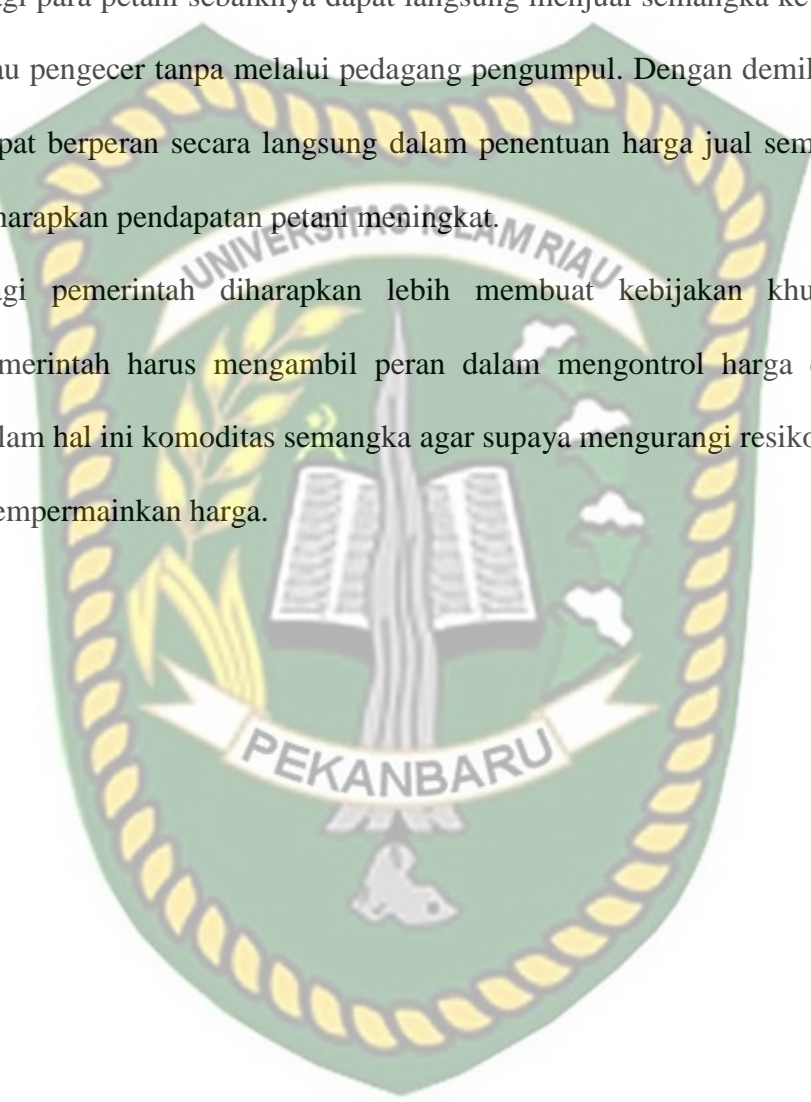 gi para petani sebaiknya dapat langsung menjual semangka ke
au pengecer tanpa melalui pedagang pengumpul. Dengan demik
pat berperan secara langsung dalam penentuan harga jual sem
harapkan pendapatan petani meningkat.
UNIVERSITAS ISLAM RIAU
gi pemerintah diharapkan lebih membuat kebijakan khu
merintah harus mengambil peran dalam mengontrol harga
lam hal ini komoditas semangka agar supaya mengurangi resiko
empermainkan harga.
PEKANBARU